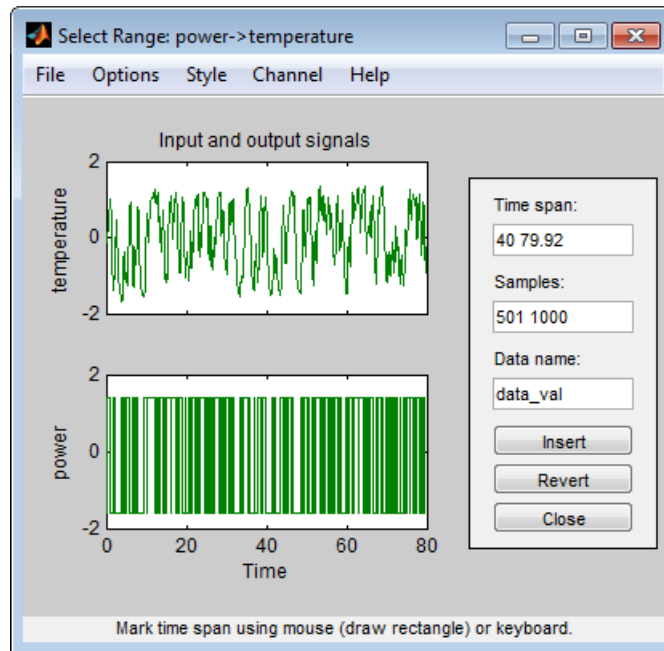 Select Range: power->temperature
File Options Style Channel Help
Input and output signals
2
0
-2
temperature
2
0
-2
power
0 20 40 60 80
Time
Time span:
40 79.92
Samples:
501 1000
Data name:
data_val
Insert
Revert
Close
Mark time span using mouse (draw rectangle) or keyboard.